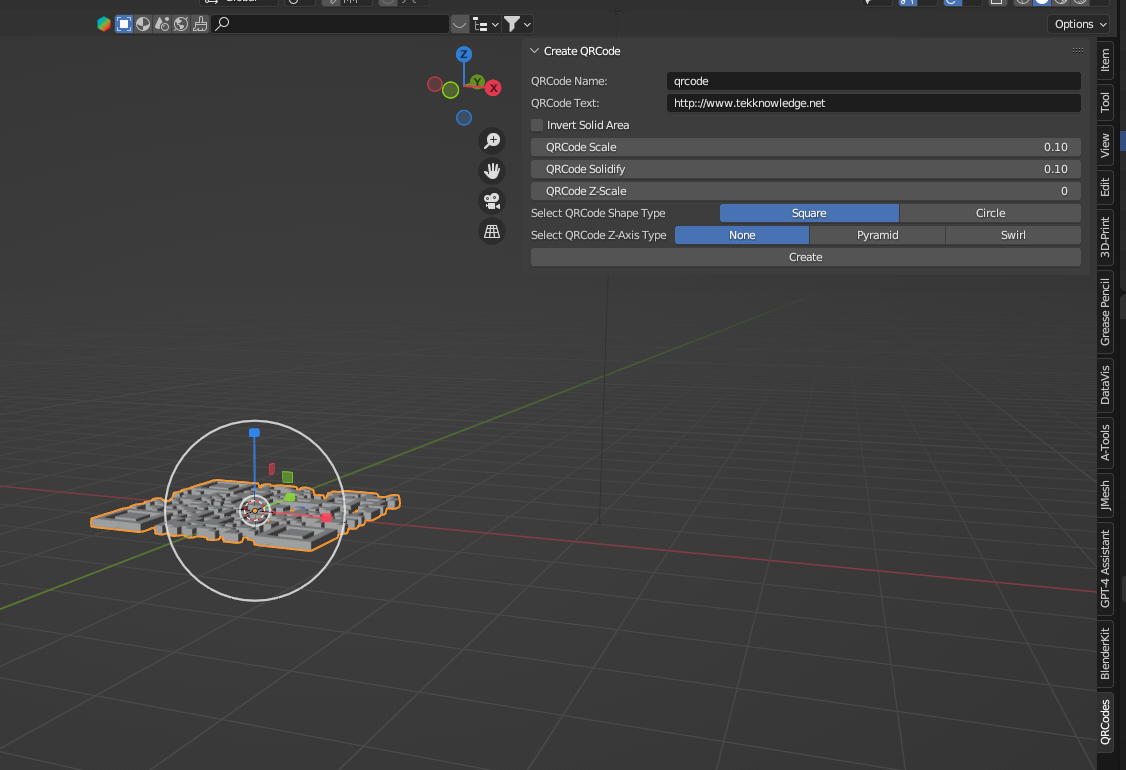 Global
Options
Create QRCode
QRCode Name: qrcode
QRCode Text: http://www.tekknowledge.net
Invert Solid Area
QRCode Scale 0.10
QRCode Solidify 0.10
QRCode Z-Scale 0
Select QRCode Shape Type Square Circle
Select QRCode Z-Axis Type None Pyramid Swirl
Create
Z
Y
X
Item
Tool
View
Edit
3D-Print
Grease Pencil
DataVis
A-Tools
JMesh
GPT-4 Assistant
BlenderKit
QRCodes